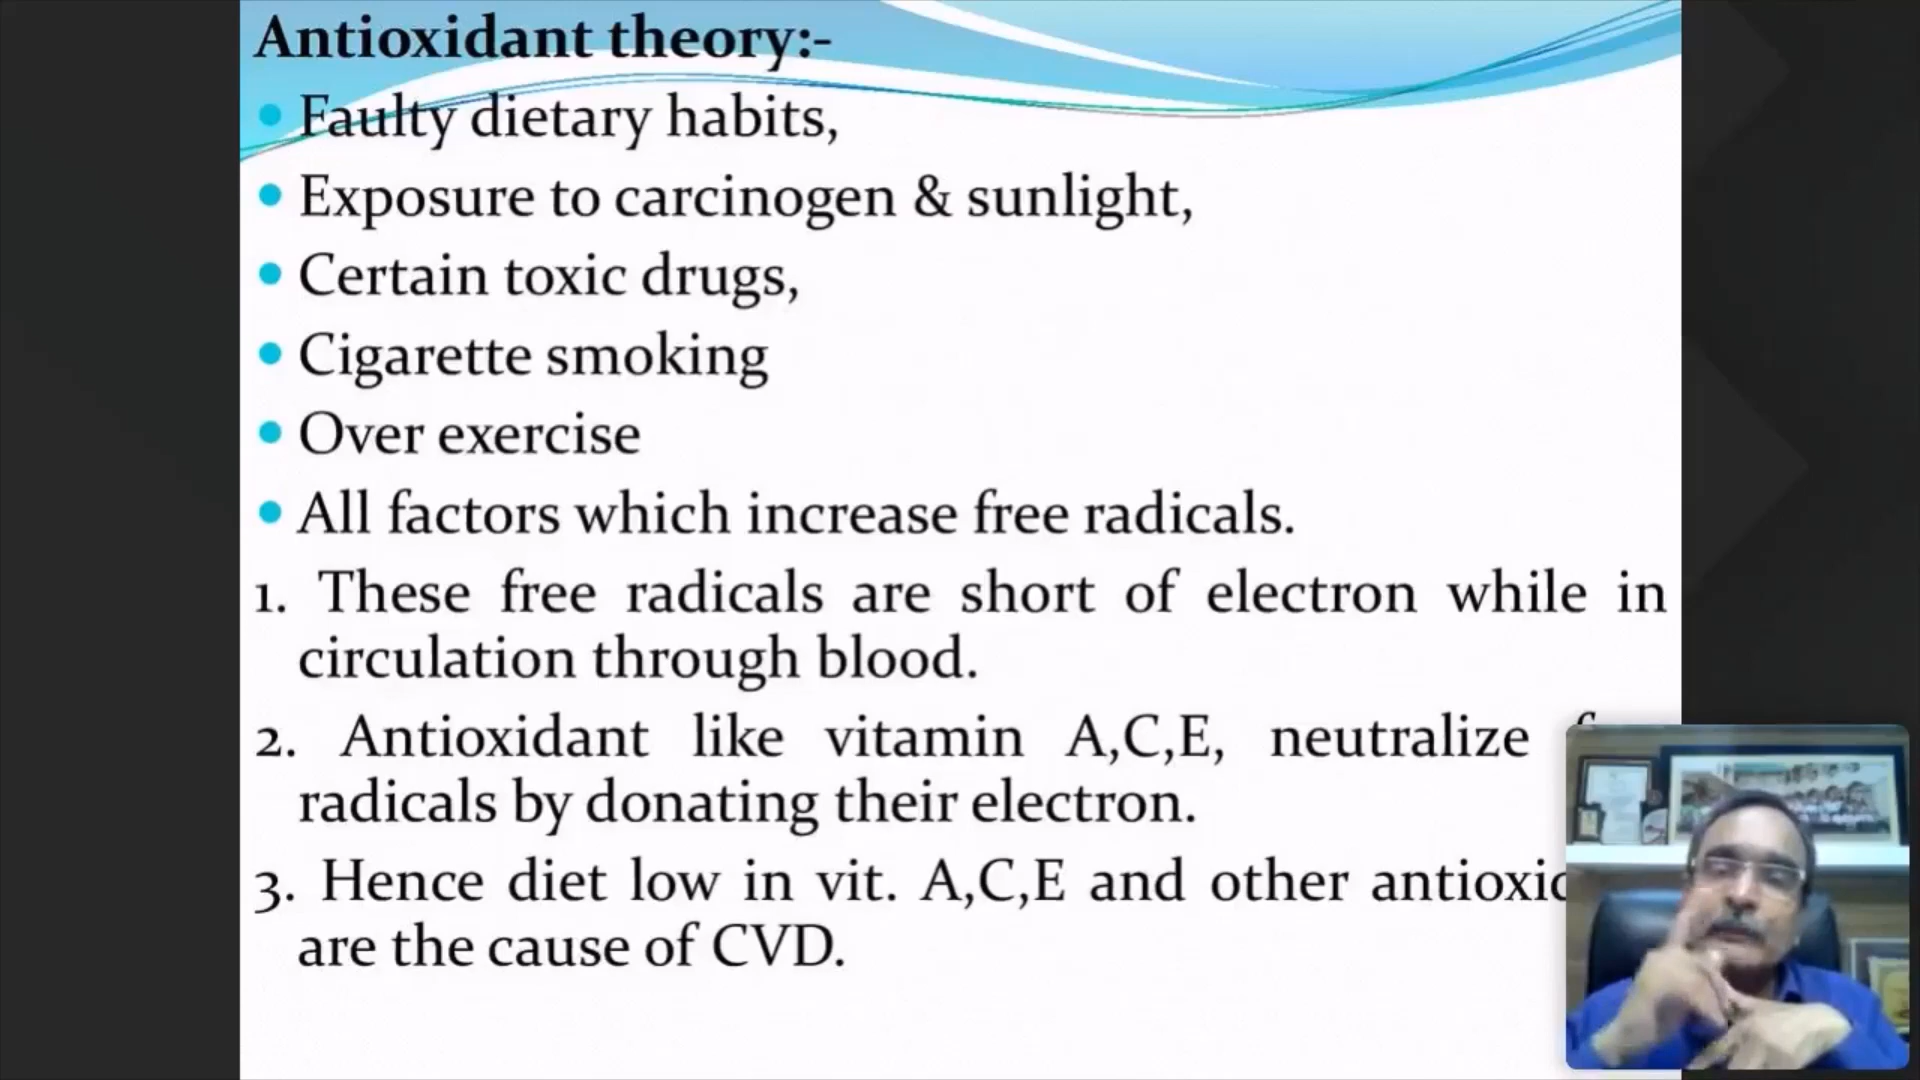 Antioxidant theory:-
• Faulty dietary habits,
• Exposure to carcinogen & sunlight,
• Certain toxic drugs,
• Cigarette smoking
• Over exercise
• All factors which increase free radicals.
1. These free radicals are short of electron while in
circulation through blood.
2. Antioxidant like vitamin A,C,E, neutralize
radicals by donating their electron.
3. Hence diet low in vit. A,C,E and other
are the cause of CVD.